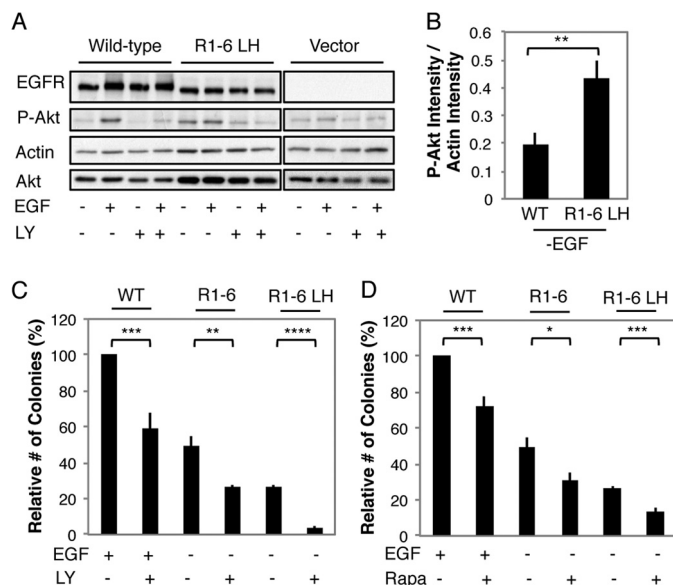 A
Wild-type R1-6 LH Vector
EGFR
P-Akt
Actin
Akt
EGF - + - + - + - + - + - +
LY - - + + - - + + - - + +
B
P-Akt Intensity /
Actin Intensity
0.6
0.5
0.4
0.3
0.2
0.1
0
**
WT R1-6 LH
-EGF
C
WT R1-6 R1-6 LH
Relative # of Colonies (%)
120
100
80
60
40
20
0
*** ** ****
EGF + + - - - -
LY - + - + - +
D
WT R1-6 R1-6 LH
Relative # of Colonies (%)
120
100
80
60
40
20
0
*** * ***
EGF + + - - - -
Rapa - + - + - +